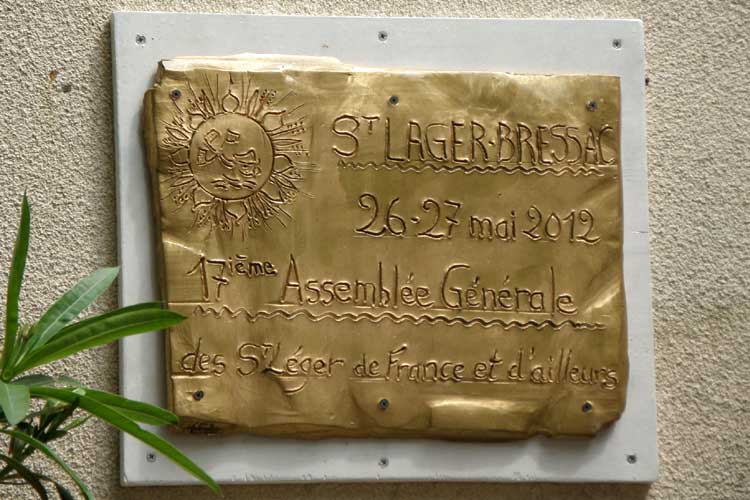 ST LAGER-BRESSAC
26-27 mai 2012
17ième Assemblée Générale
des ST Léger de France et d'ailleurs